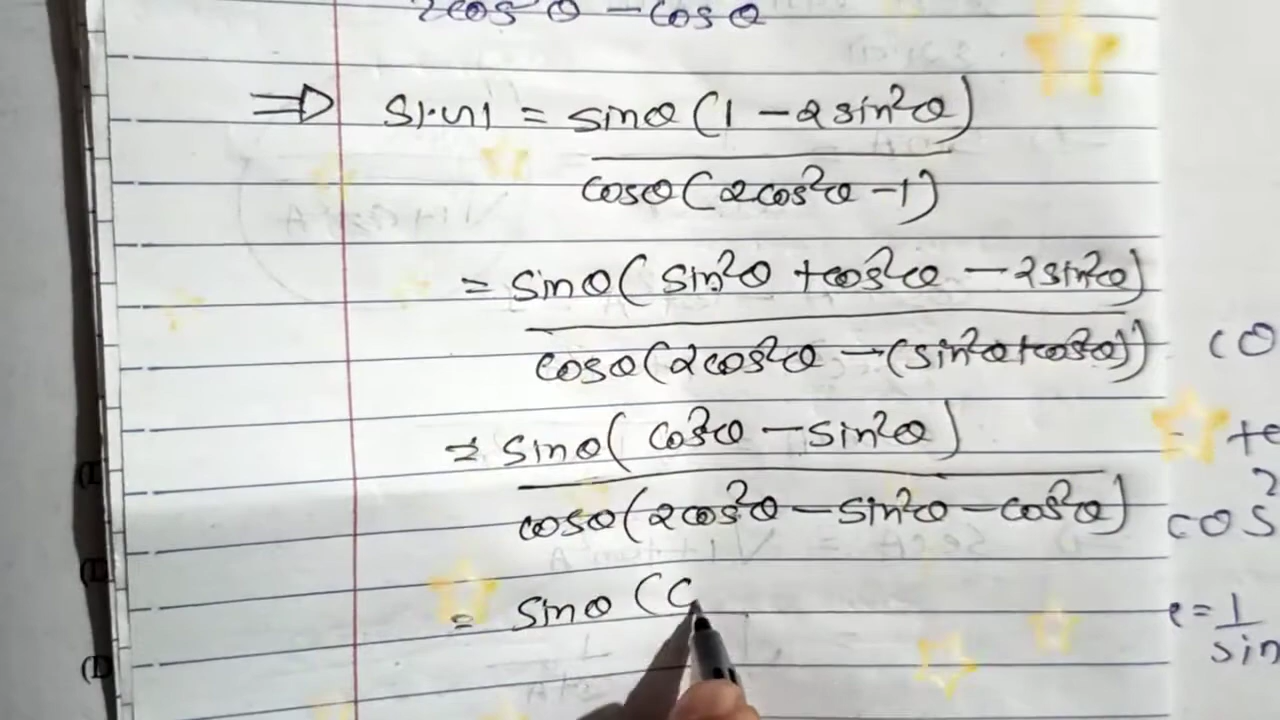 2cos³θ − cosθ
⇒ डा.बा = sinθ(1 − 2sin²θ)
cosθ(2cos²θ − 1)
= sinθ(sin²θ + cos²θ − 2sin²θ)
cosθ(2cos²θ − (sin²θ + cos²θ))
= sinθ(cos²θ − sin²θ)
cosθ(2cos²θ − sin²θ − cos²θ)
= sinθ (c